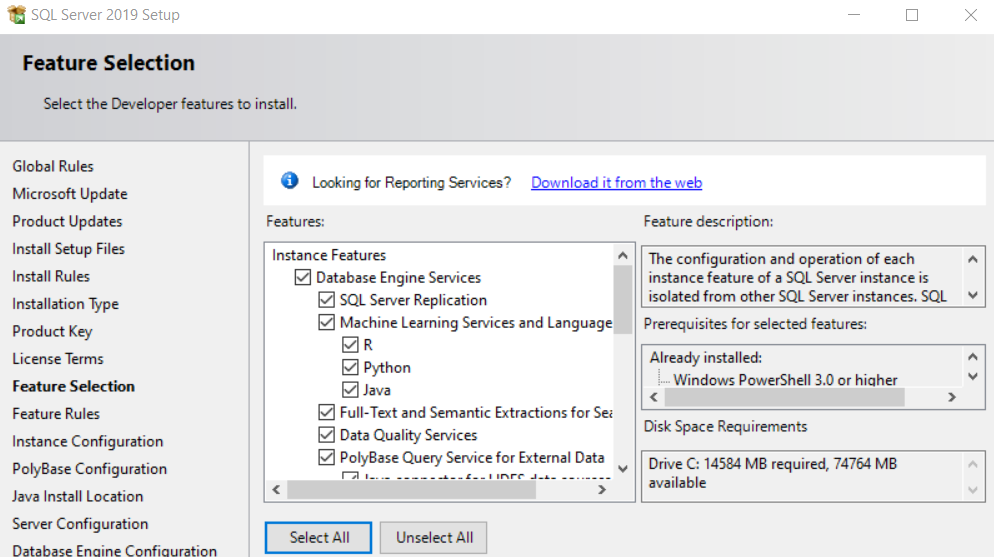 SQL Server 2019 Setup
Feature Selection
Select the Developer features to install.
Global Rules
Microsoft Update
Product Updates
Install Setup Files
Install Rules
Installation Type
Product Key
License Terms
Feature Selection
Feature Rules
Instance Configuration
PolyBase Configuration
Java Install Location
Server Configuration
Database Engine Configuration
Looking for Reporting Services? Download it from the web
Features:
Instance Features
Database Engine Services
SQL Server Replication
Machine Learning Services and Language
R
Python
Java
Full-Text and Semantic Extractions for Sea
Data Quality Services
PolyBase Query Service for External Data
Java connector for HDFS data sources
Select All Unselect All
Feature description:
The configuration and operation of each
instance feature of a SQL Server instance is
isolated from other SQL Server instances. SQL
Prerequisites for selected features:
Already installed:
Windows PowerShell 3.0 or higher
Disk Space Requirements
Drive C: 14584 MB required, 74764 MB
available